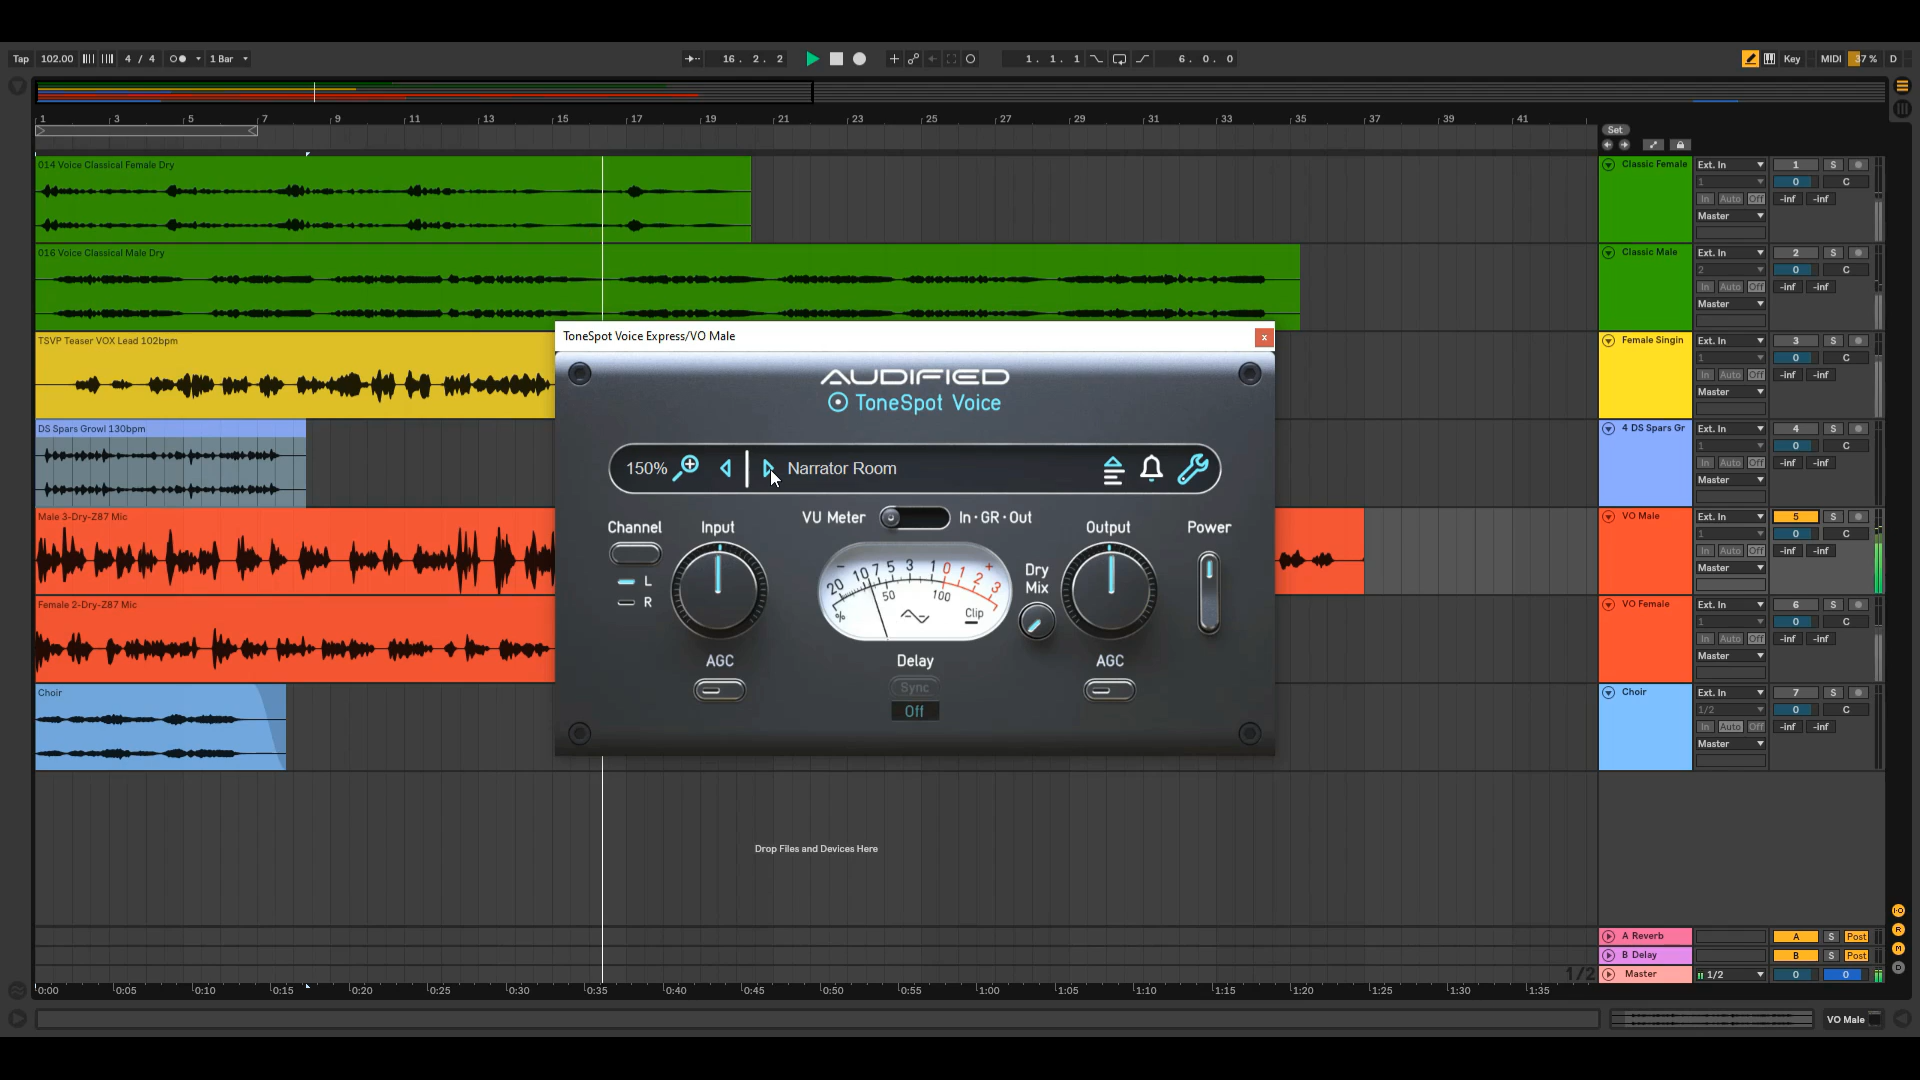 Tap 102.00 4 / 4 1 Bar 16 . 2 . 2 1 . 1 . 1 6 . 0 . 0 Key MIDI 37 % D
1 3 5 7 9 11 13 15 17 19 21 23 25 27 29 31 33 35 37 39 41
Set
014 Voice Classical Female Dry
Classic Female Ext. In 1 S
1 0 C
In Auto Off -inf -inf
Master
016 Voice Classical Male Dry
Classic Male Ext. In 2 S
2 0 C
In Auto Off -inf -inf
Master
TSVP Teaser VOX Lead 102bpm
Female Singin Ext. In 3 S
1 0 C
In Auto Off -inf -inf
Master
DS Spars Growl 130bpm
4 DS Spars Gr Ext. In 4 S
1 0 C
In Auto Off -inf -inf
Master
Male 3-Dry-Z87 Mic
VO Male Ext. In 5 S
1 0 C
In Auto Off -inf -inf
Master
Female 2-Dry-Z87 Mic
VO Female Ext. In 6 S
1 0 C
In Auto Off -inf -inf
Master
Choir
Choir Ext. In 7 S
1/2 0 C
In Auto Off -inf -inf
Master
ToneSpot Voice Express/VO Male x
AUDIFIED
ToneSpot Voice
150% Narrator Room
VU Meter In·GR·Out
Channel Input Output Power
L
R
- 20 10 7 5 3 1 0 1 2 3 +
% 50 100
Clip
Dry
Mix
AGC Delay AGC
Sync
Off
Drop Files and Devices Here
A Reverb A S Post
B Delay B S Post
1/2 Master 1/2 0 0
0:00 0:05 0:10 0:15 0:20 0:25 0:30 0:35 0:40 0:45 0:50 0:55 1:00 1:05 1:10 1:15 1:20 1:25 1:30 1:35
I·O
R
M
D
VO Male